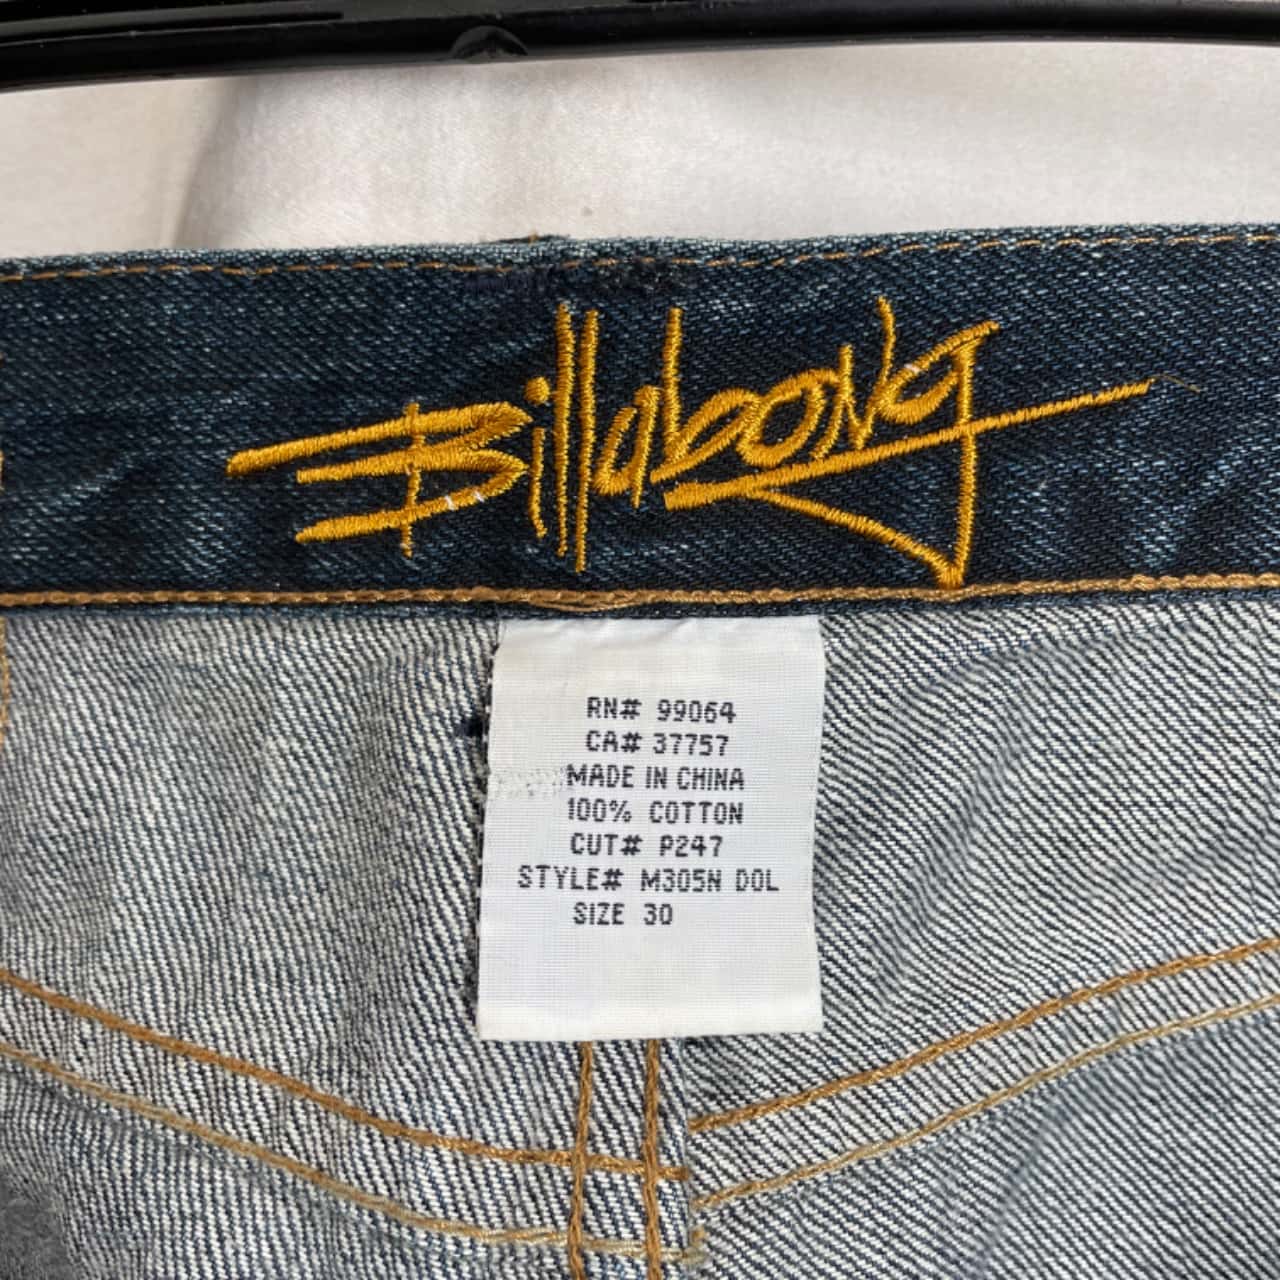 Billabong
RN# 99064
CA# 37757
MADE IN CHINA
100% COTTON
CUT# P247
STYLE# M305N DOL
SIZE 30